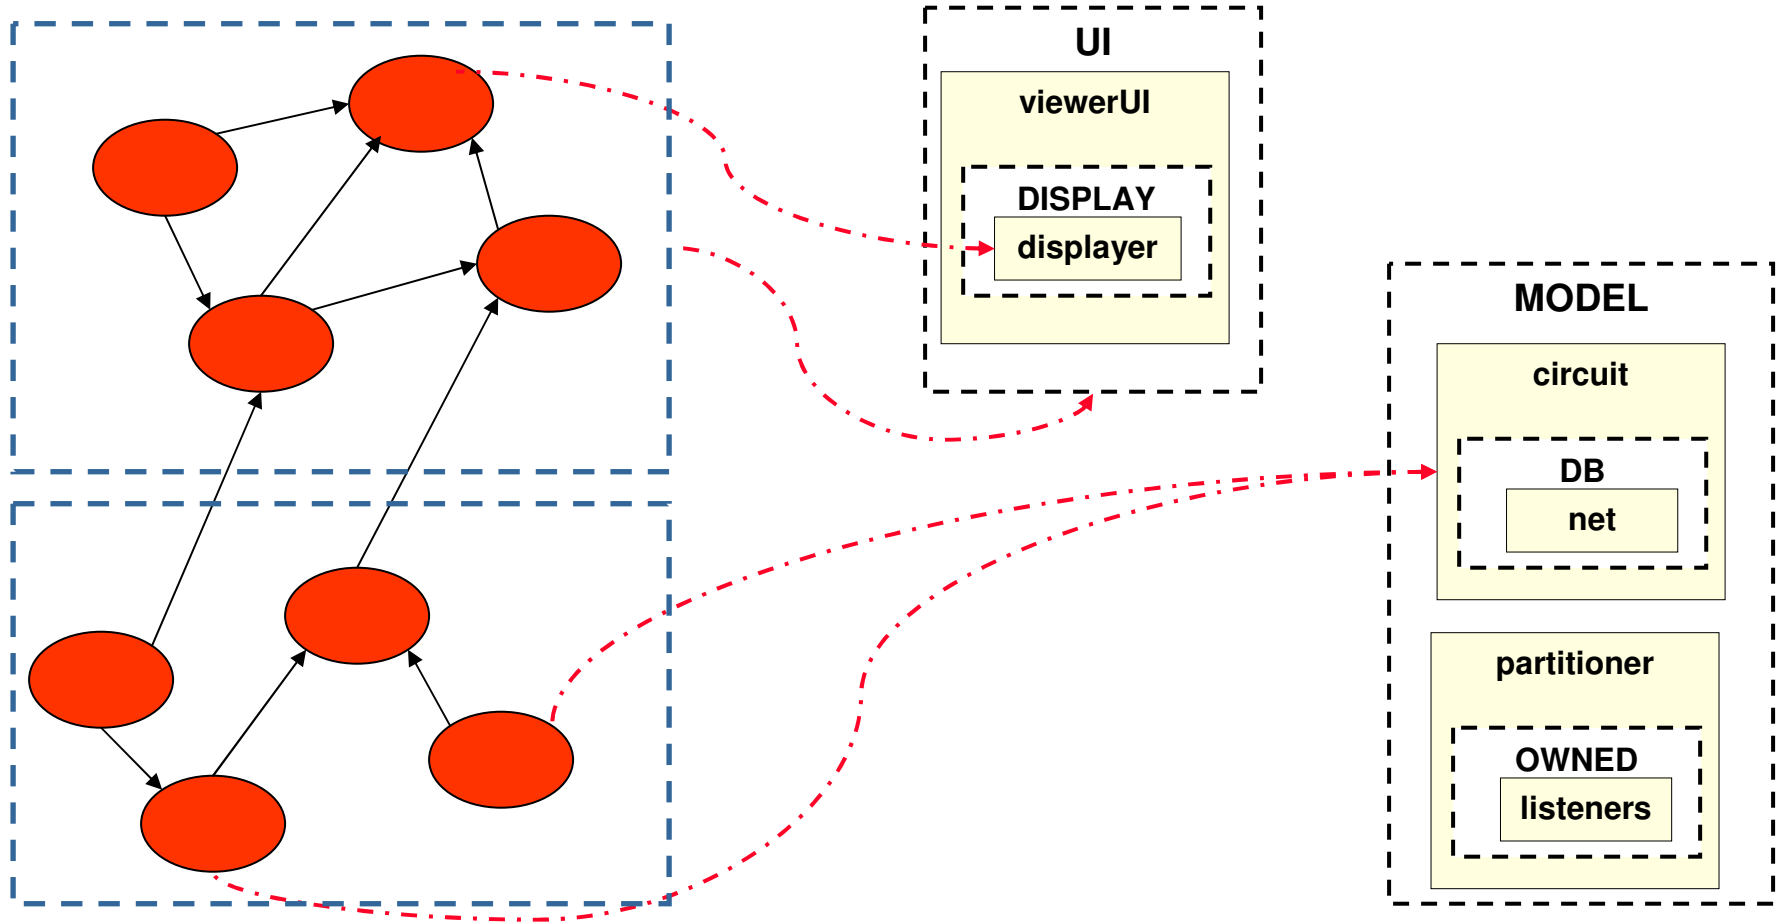 UI
viewerUI
DISPLAY
displayer
MODEL
circuit
DB
net
partitioner
OWNED
listeners